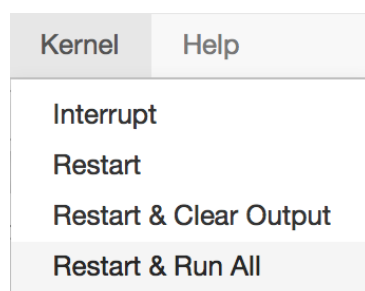 Kernel Help
Interrupt
Restart
Restart & Clear Output
Restart & Run All